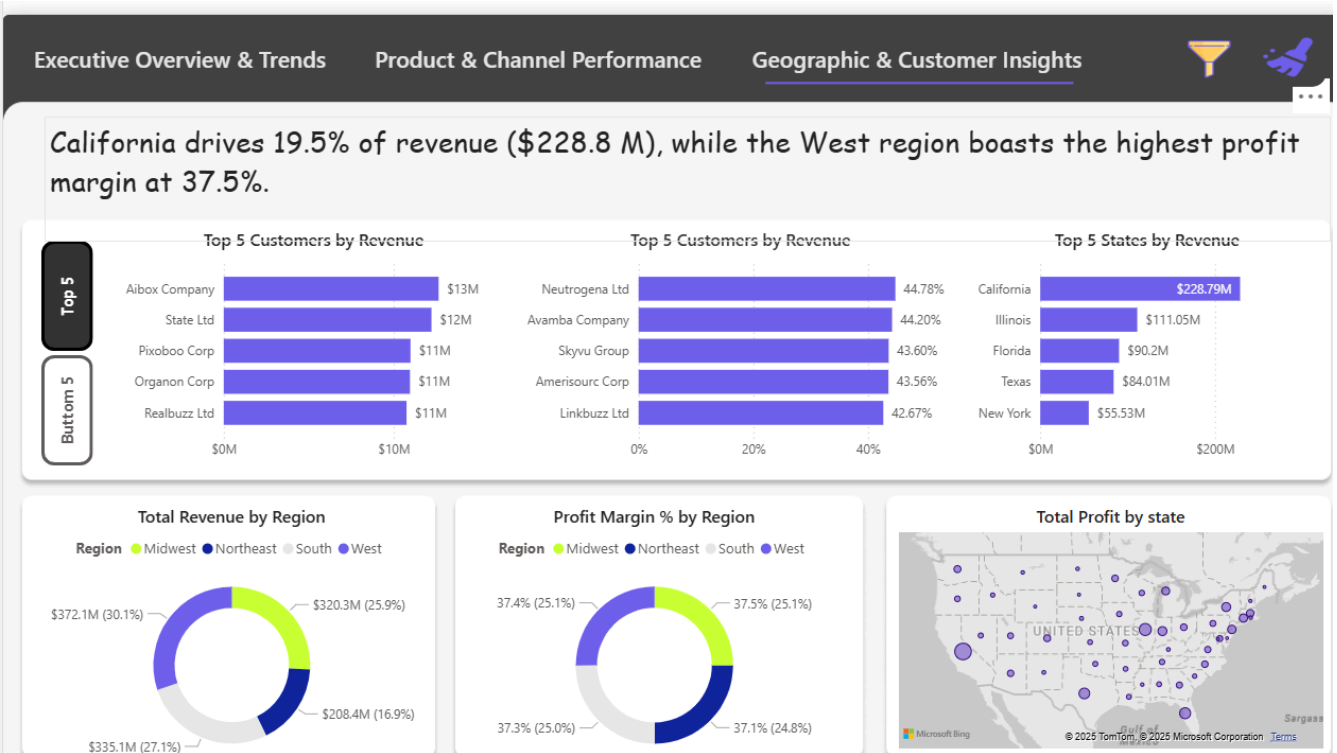 Executive Overview & Trends
Product & Channel Performance
Geographic & Customer Insights
California drives 19.5% of revenue ($228.8 M), while the West region boasts the highest profit
margin at 37.5%.
Top 5
Buttom 5
Top 5 Customers by Revenue
Aibox Company
$13M
State Ltd
$12M
Pixoboo Corp
$11M
Organon Corp
$11M
Realbuzz Ltd
$11M
$0M
$10M
Top 5 Customers by Revenue
Neutrogena Ltd
44.78%
Avamba Company
44.20%
Skyvu Group
43.60%
Amerisourc Corp
43.56%
Linkbuzz Ltd
42.67%
0%
20%
40%
Top 5 States by Revenue
California
$228.79M
Illinois
$111.05M
Florida
$90.2M
Texas
$84.01M
New York
$55.53M
$0M
$200M
Total Revenue by Region
Region Midwest Northeast South West
$372.1M (30.1%)
$320.3M (25.9%)
$208.4M (16.9%)
$335.1M (27.1%)
Profit Margin % by Region
Region Midwest Northeast South West
37.4% (25.1%)
37.5% (25.1%)
37.3% (25.0%)
37.1% (24.8%)
Total Profit by state
UNITED STATES
Sargass
Gulf of
Microsoft Bing
© 2025 TomTom, © 2025 Microsoft Corporation Terms